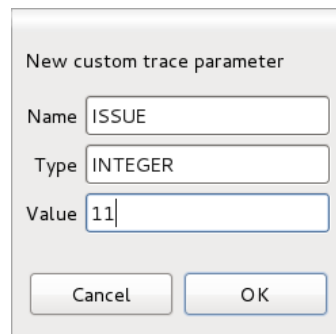 New custom trace parameter
Name ISSUE
Type INTEGER
Value 11
Cancel OK